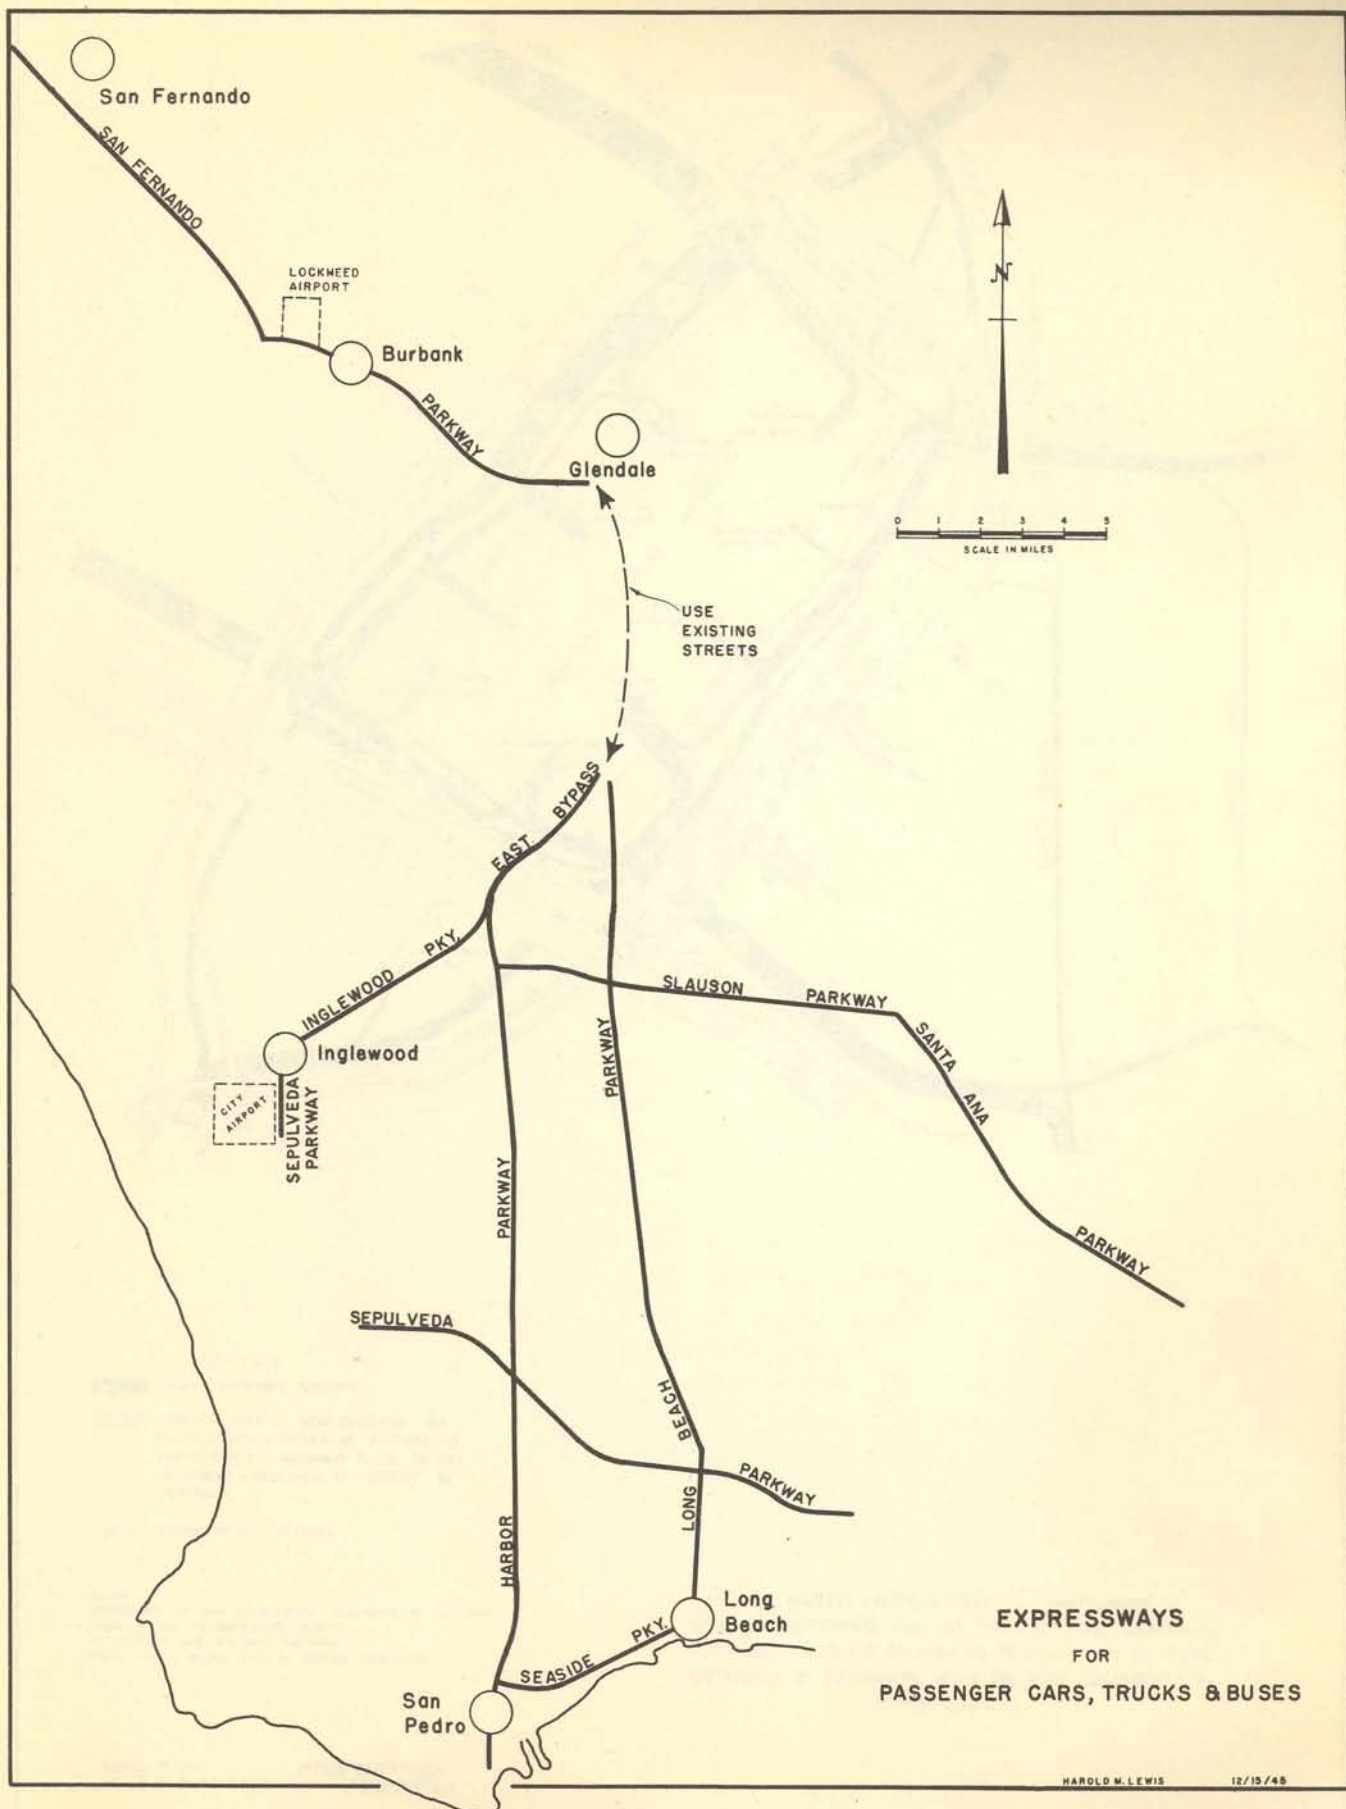 San Fernando
SAN FERNANDO
LOCKHEED
AIRPORT
Burbank
PARKWAY
Glendale
N
0 1 2 3 4 5
SCALE IN MILES
USE
EXISTING
STREETS
EAST BYPASS
INGLEWOOD PKY.
SLAUSON PARKWAY
SANTA ANA
PARKWAY
Inglewood
CITY
AIRPORT
SEPULVEDA
PARKWAY
PARKWAY
PARKWAY
SEPULVEDA
BEACH
PARKWAY
LONG
HARBOR
Long
Beach
SEASIDE PKY.
San
Pedro
EXPRESSWAYS
FOR
PASSENGER CARS, TRUCKS & BUSES
HAROLD M. LEWIS 12/15/45